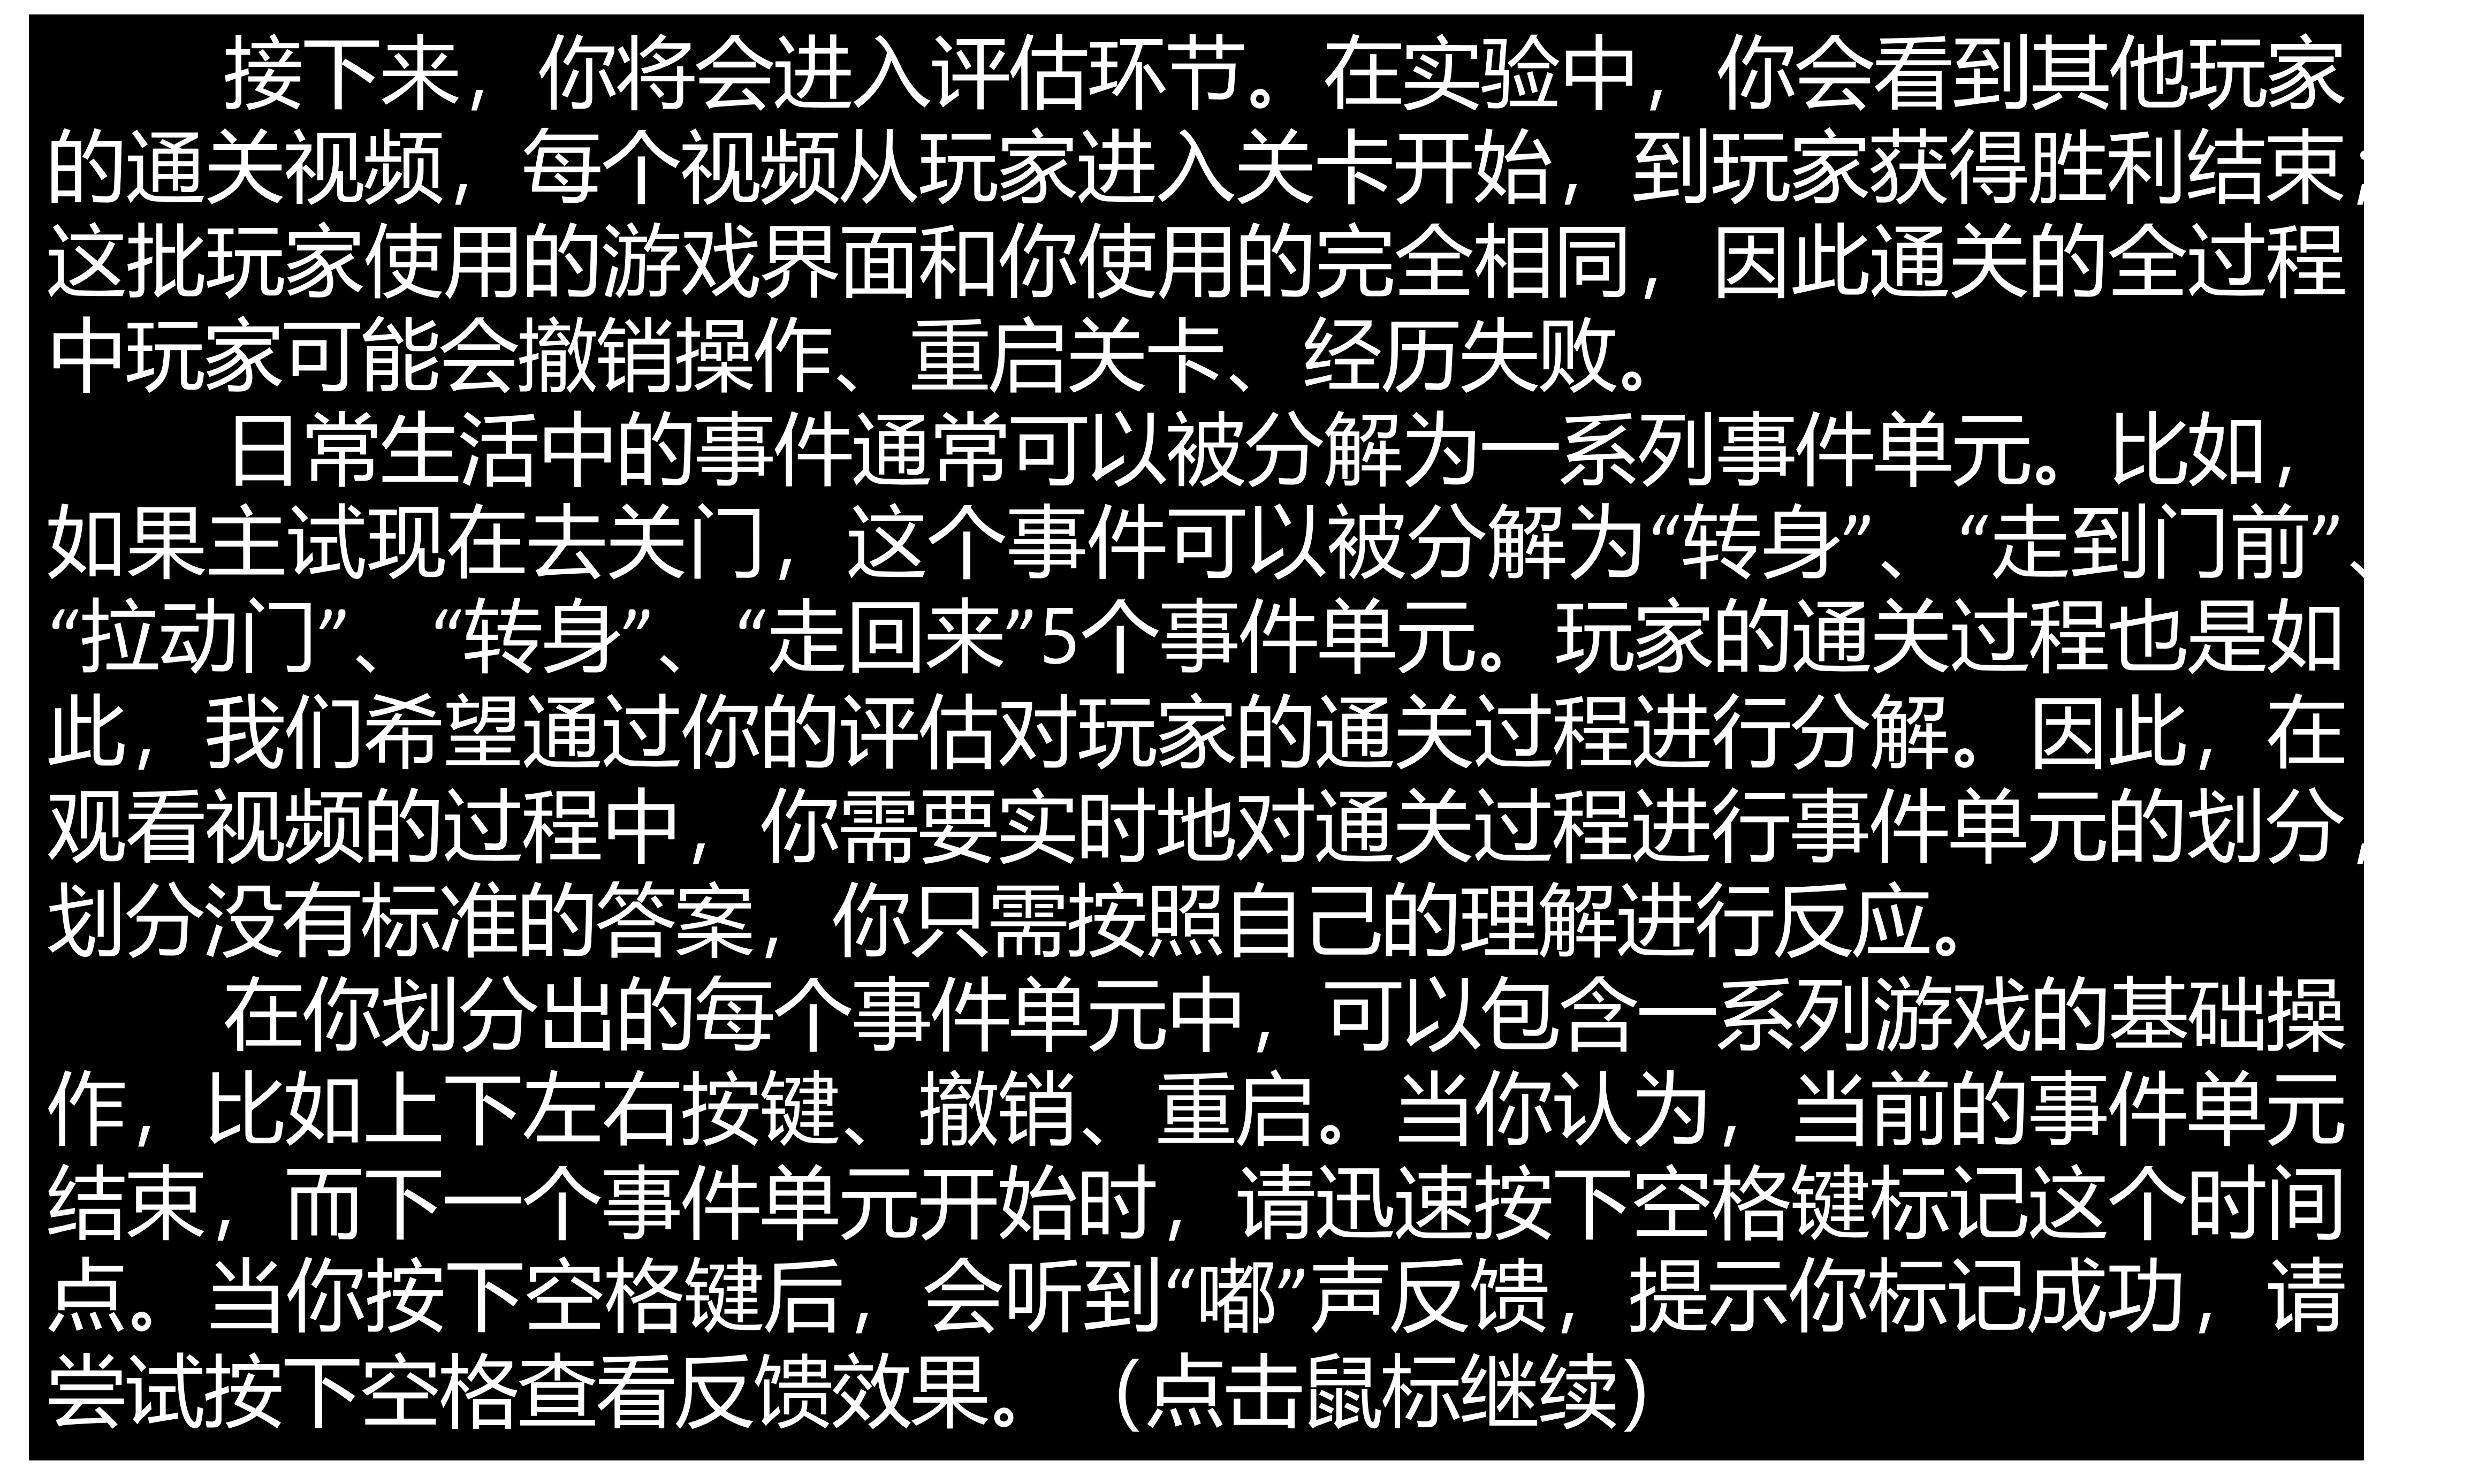 接下来，你将会进入评估环节。在实验中，你会看到其他玩家
的通关视频，每个视频从玩家进入关卡开始，到玩家获得胜利结束；
这批玩家使用的游戏界面和你使用的完全相同，因此通关的全过程
中玩家可能会撤销操作、重启关卡、经历失败。
日常生活中的事件通常可以被分解为一系列事件单元。比如，
如果主试现在去关门，这个事件可以被分解为“转身”、“走到门前”、
“拉动门”、“转身”、“走回来”5个事件单元。玩家的通关过程也是如
此，我们希望通过你的评估对玩家的通关过程进行分解。因此，在
观看视频的过程中，你需要实时地对通关过程进行事件单元的划分，
划分没有标准的答案，你只需按照自己的理解进行反应。
在你划分出的每个事件单元中，可以包含一系列游戏的基础操
作，比如上下左右按键、撤销、重启。当你认为，当前的事件单元
结束，而下一个事件单元开始时，请迅速按下空格键标记这个时间
点。当你按下空格键后，会听到“嘟”声反馈，提示你标记成功，请
尝试按下空格查看反馈效果。 (点击鼠标继续)